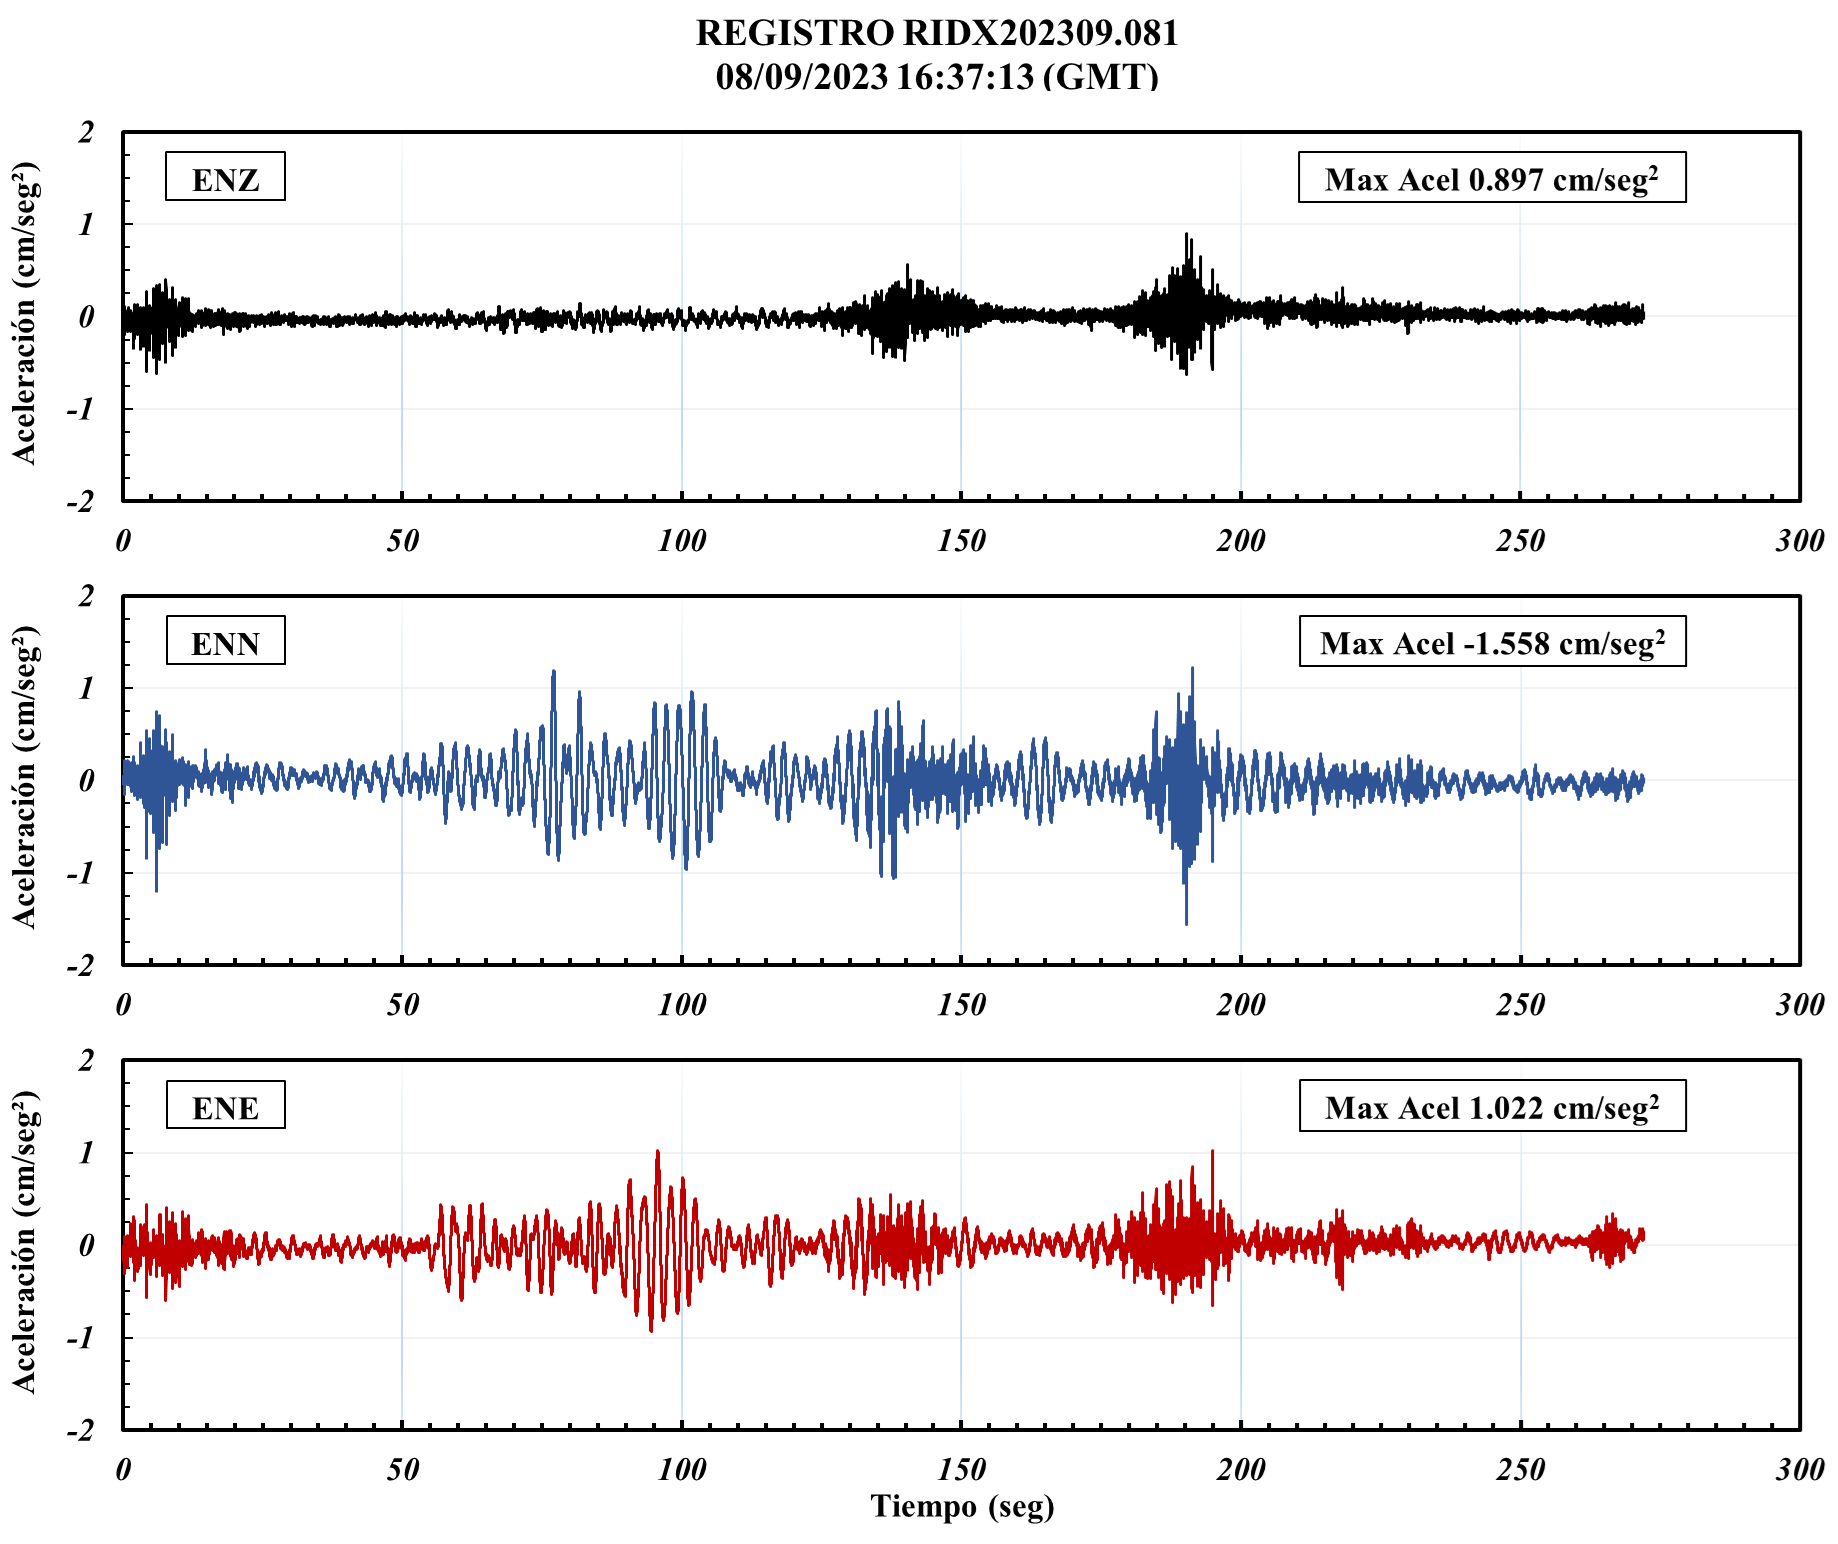 REGISTRO RIDX202309.081
08/09/2023 16:37:13 (GMT)
Aceleración (cm/seg²)
2
1
0
-1
-2
ENZ
Max Acel 0.897 cm/seg²
0 50 100 150 200 250 300
Aceleración (cm/seg²)
2
1
0
-1
-2
ENN
Max Acel -1.558 cm/seg²
0 50 100 150 200 250 300
Aceleración (cm/seg²)
2
1
0
-1
-2
ENE
Max Acel 1.022 cm/seg²
0 50 100 150 200 250 300
Tiempo (seg)